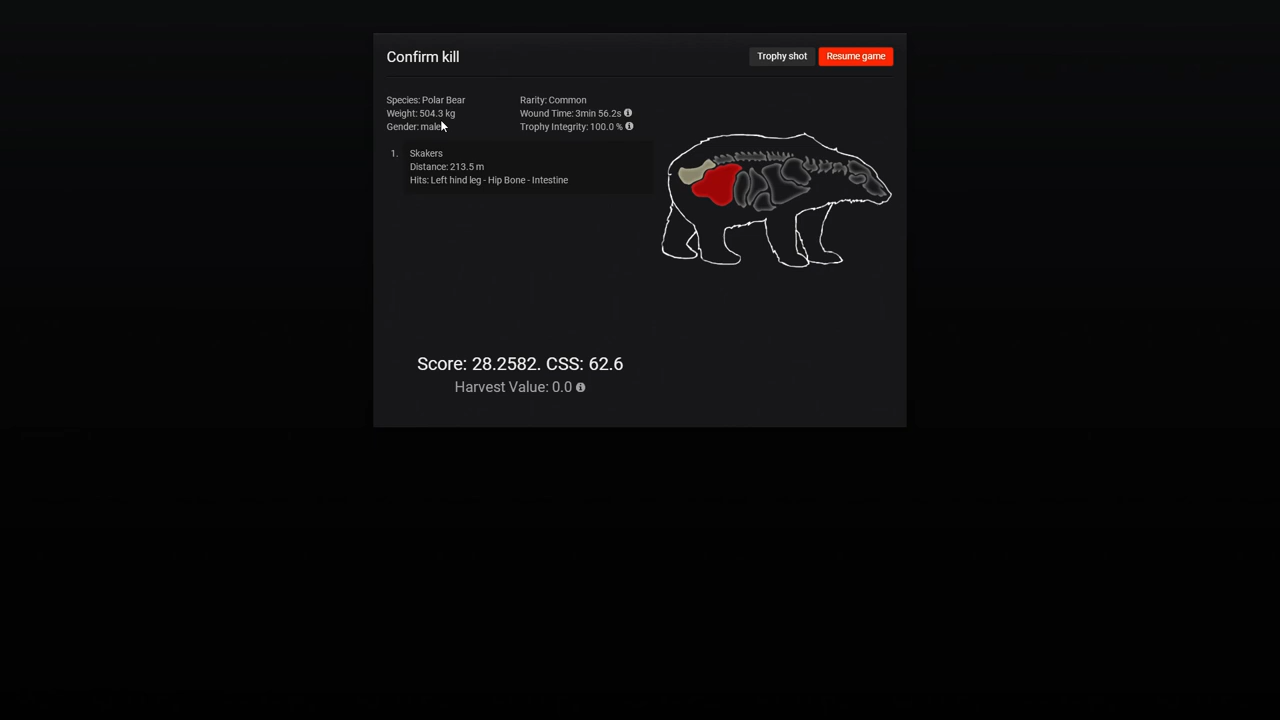 Confirm kill
Trophy shot
Resume game
Species: Polar Bear
Weight: 504.3 kg
Gender: male
Rarity: Common
Wound Time: 3min 56.2s
Trophy Integrity: 100.0 %
1. Skakers
Distance: 213.5 m
Hits: Left hind leg - Hip Bone - Intestine
Score: 28.2582. CSS: 62.6
Harvest Value: 0.0